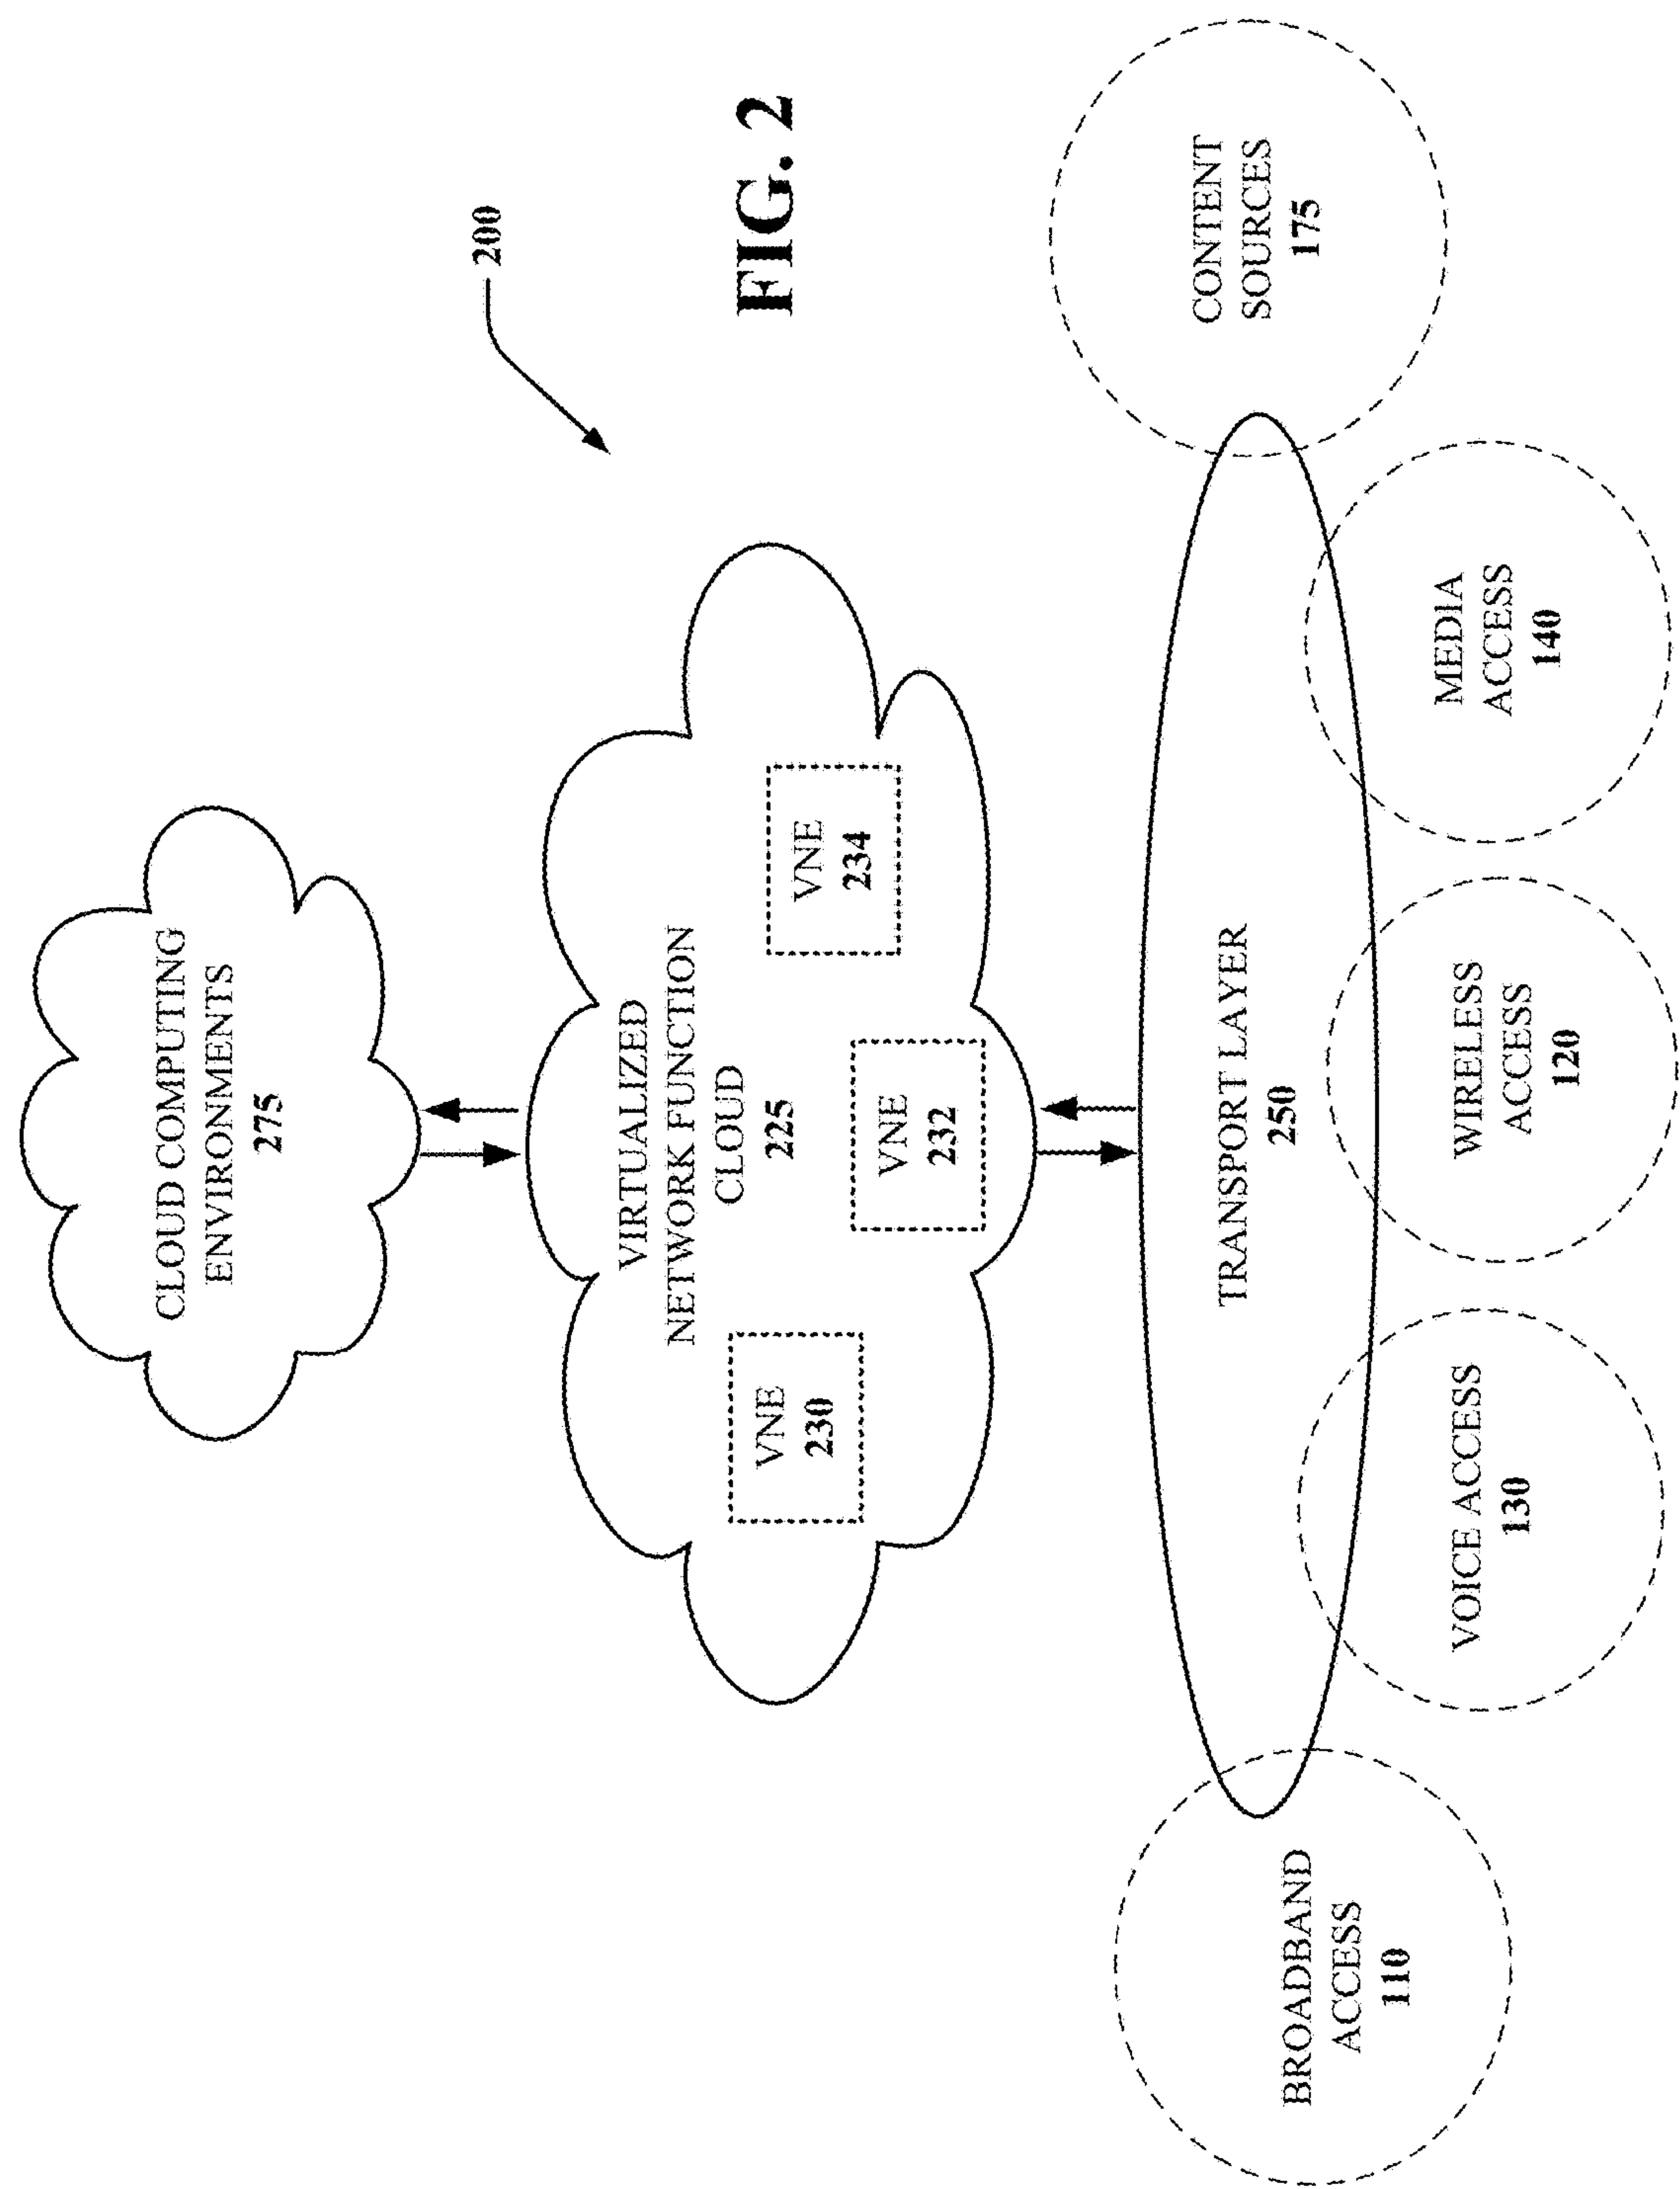 CLOUD COMPUTING
ENVIRONMENTS
275
200
VIRTUALIZED
NETWORK FUNCTION
CLOUD
225
VNE
230
VNE
232
VNE
234
FIG. 2
TRANSPORT LAYER
250
BROADBAND
ACCESS
110
VOICE ACCESS
130
WIRELESS
ACCESS
120
MEDIA
ACCESS
140
CONTENT
SOURCES
175